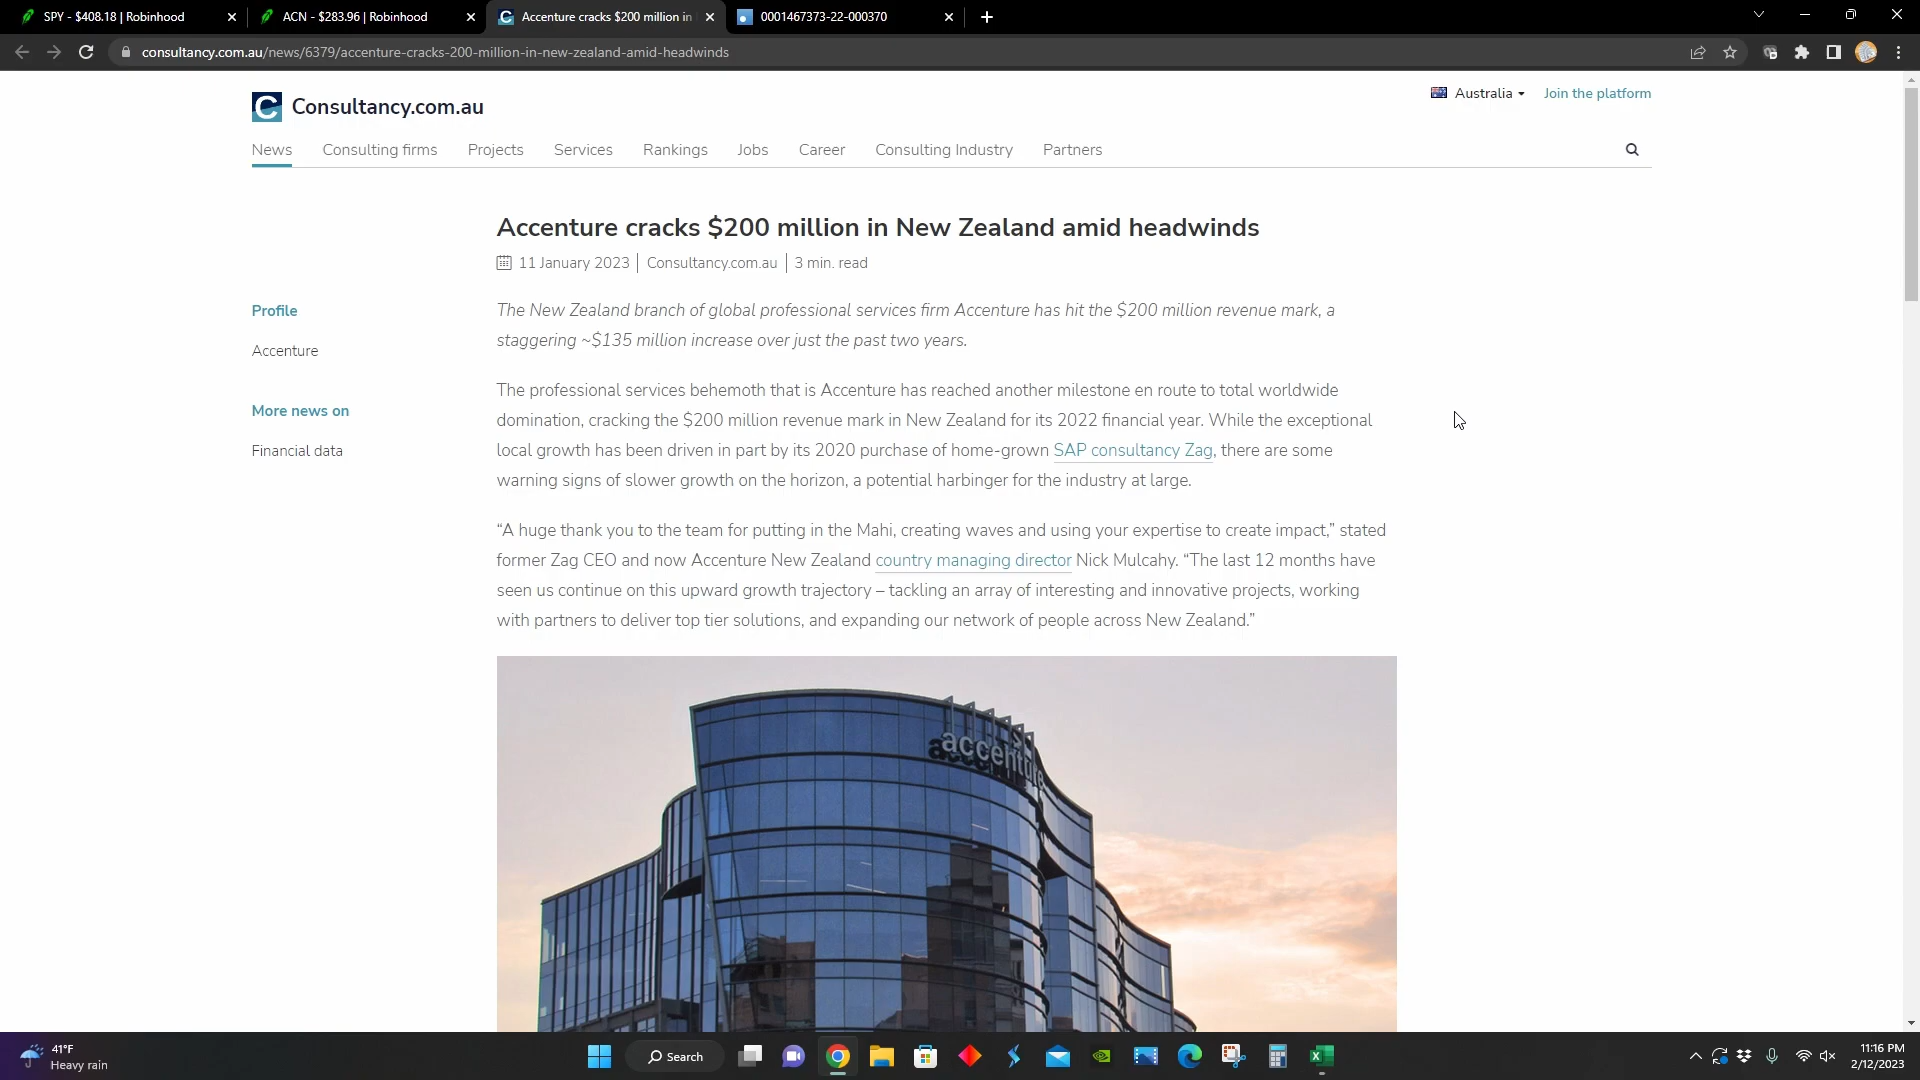 SPY - $408.18 | Robinhood
ACN - $283.96 | Robinhood
Accenture cracks $200 million in
0001467373-22-000370
consultancy.com.au/news/6379/accenture-cracks-200-million-in-new-zealand-amid-headwinds
C Consultancy.com.au
Australia
Join the platform
News
Consulting firms
Projects
Services
Rankings
Jobs
Career
Consulting Industry
Partners
Accenture cracks $200 million in New Zealand amid headwinds
11 January 2023 | Consultancy.com.au | 3 min. read
Profile
Accenture
More news on
Financial data
The New Zealand branch of global professional services firm Accenture has hit the $200 million revenue mark, a
staggering ~$135 million increase over just the past two years.
The professional services behemoth that is Accenture has reached another milestone en route to total worldwide
domination, cracking the $200 million revenue mark in New Zealand for its 2022 financial year. While the exceptional
local growth has been driven in part by its 2020 purchase of home-grown SAP consultancy Zag, there are some
warning signs of slower growth on the horizon, a potential harbinger for the industry at large.
“A huge thank you to the team for putting in the Mahi, creating waves and using your expertise to create impact,” stated
former Zag CEO and now Accenture New Zealand country managing director Nick Mulcahy. “The last 12 months have
seen us continue on this upward growth trajectory – tackling an array of interesting and innovative projects, working
with partners to deliver top tier solutions, and expanding our network of people across New Zealand.”
accenture
41°F
Heavy rain
Search
11:16 PM
2/12/2023